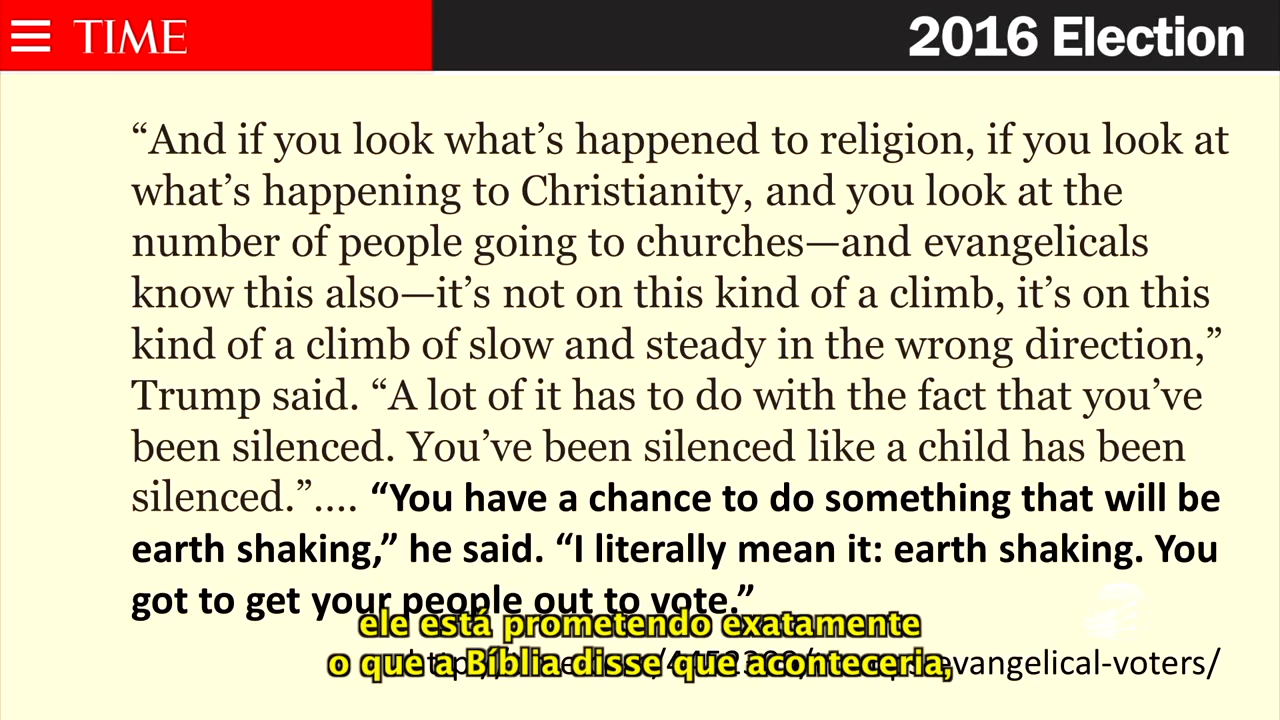 TIME
2016 Election
“And if you look what’s happened to religion, if you look at
what’s happening to Christianity, and you look at the
number of people going to churches—and evangelicals
know this also—it’s not on this kind of a climb, it’s on this
kind of a climb of slow and steady in the wrong direction,”
Trump said. “A lot of it has to do with the fact that you’ve
been silenced. You’ve been silenced like a child has been
silenced.”.... “You have a chance to do something that will be
earth shaking,” he said. “I literally mean it: earth shaking. You
got to get your people out to vote.”
ele está prometendo exatamente
o que a Bíblia disse que aconteceria,
evangelical-voters/